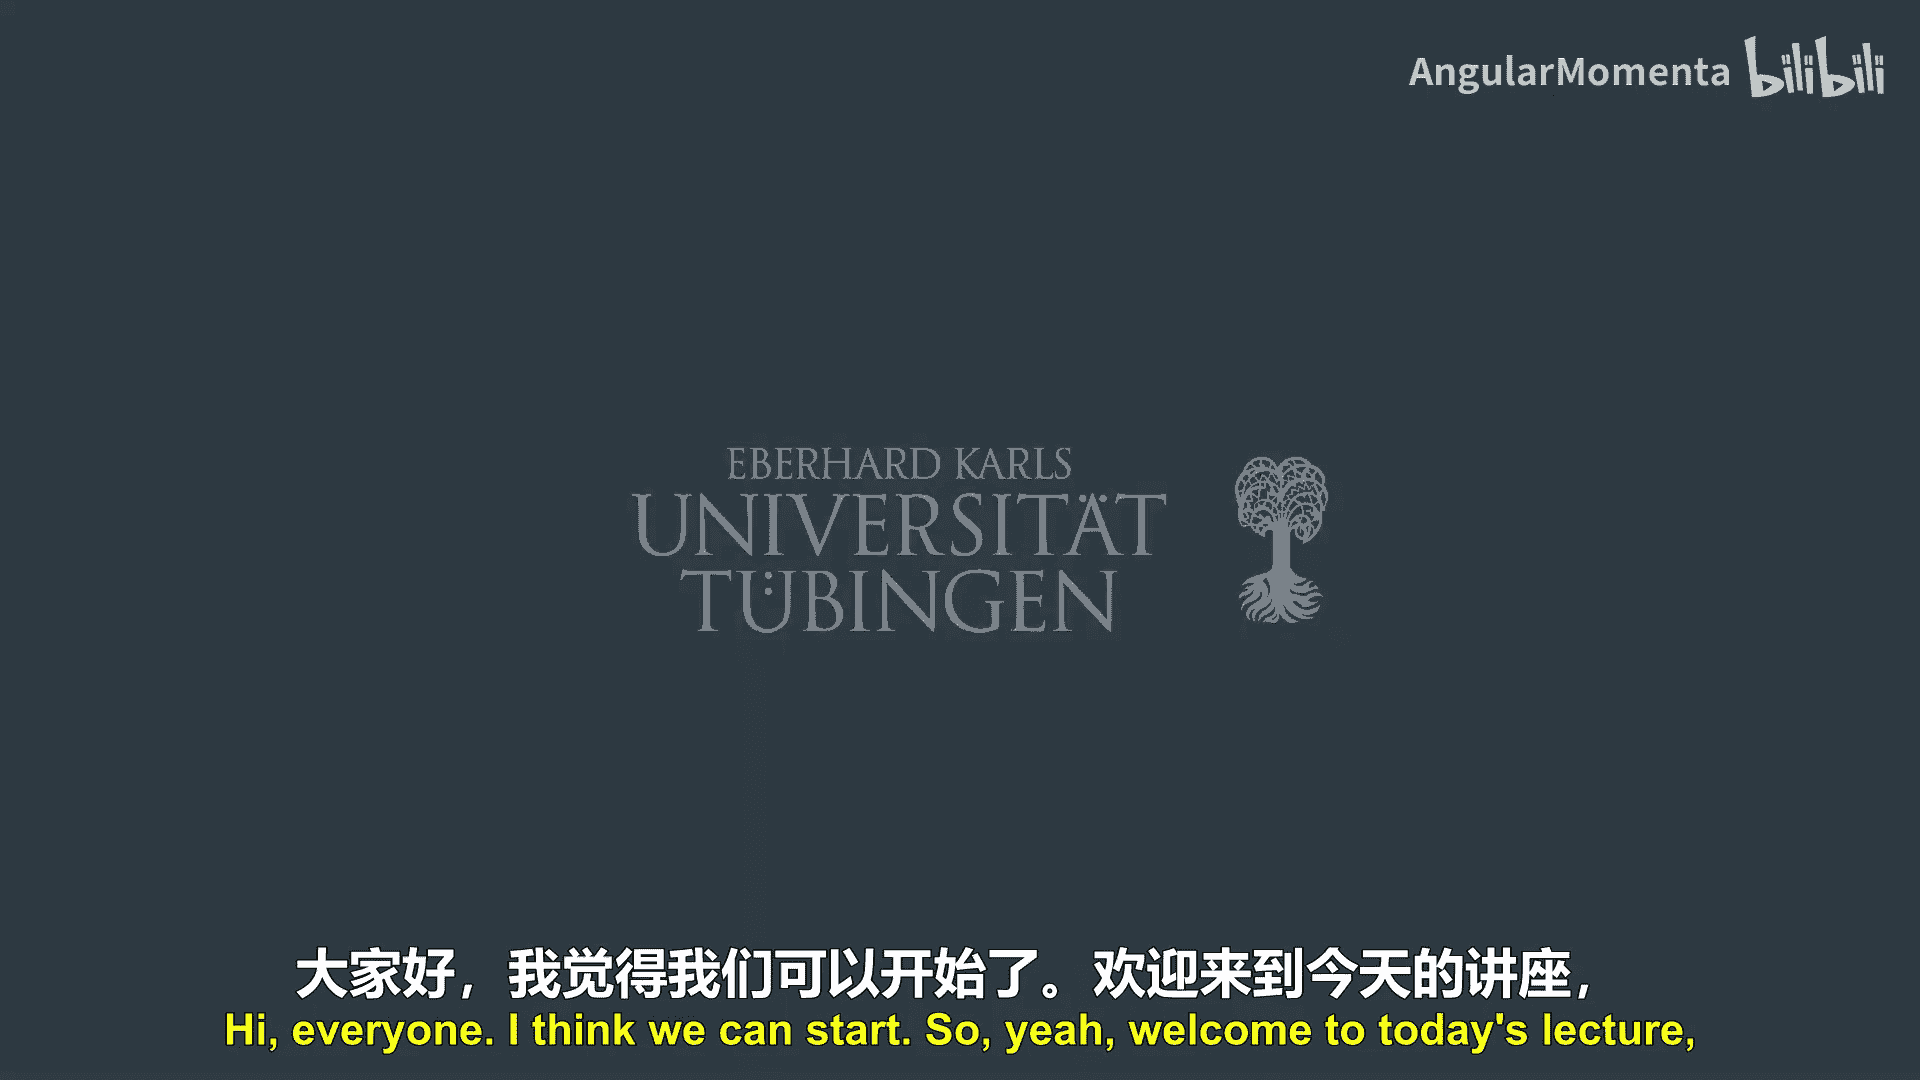 AngularMomenta bilibili
EBERHARD KARLS
UNIVERSITÄT
TÜBINGEN
大家好，我觉得我们可以开始了。欢迎来到今天的讲座，
Hi, everyone. I think we can start. So, yeah, welcome to today's lecture,